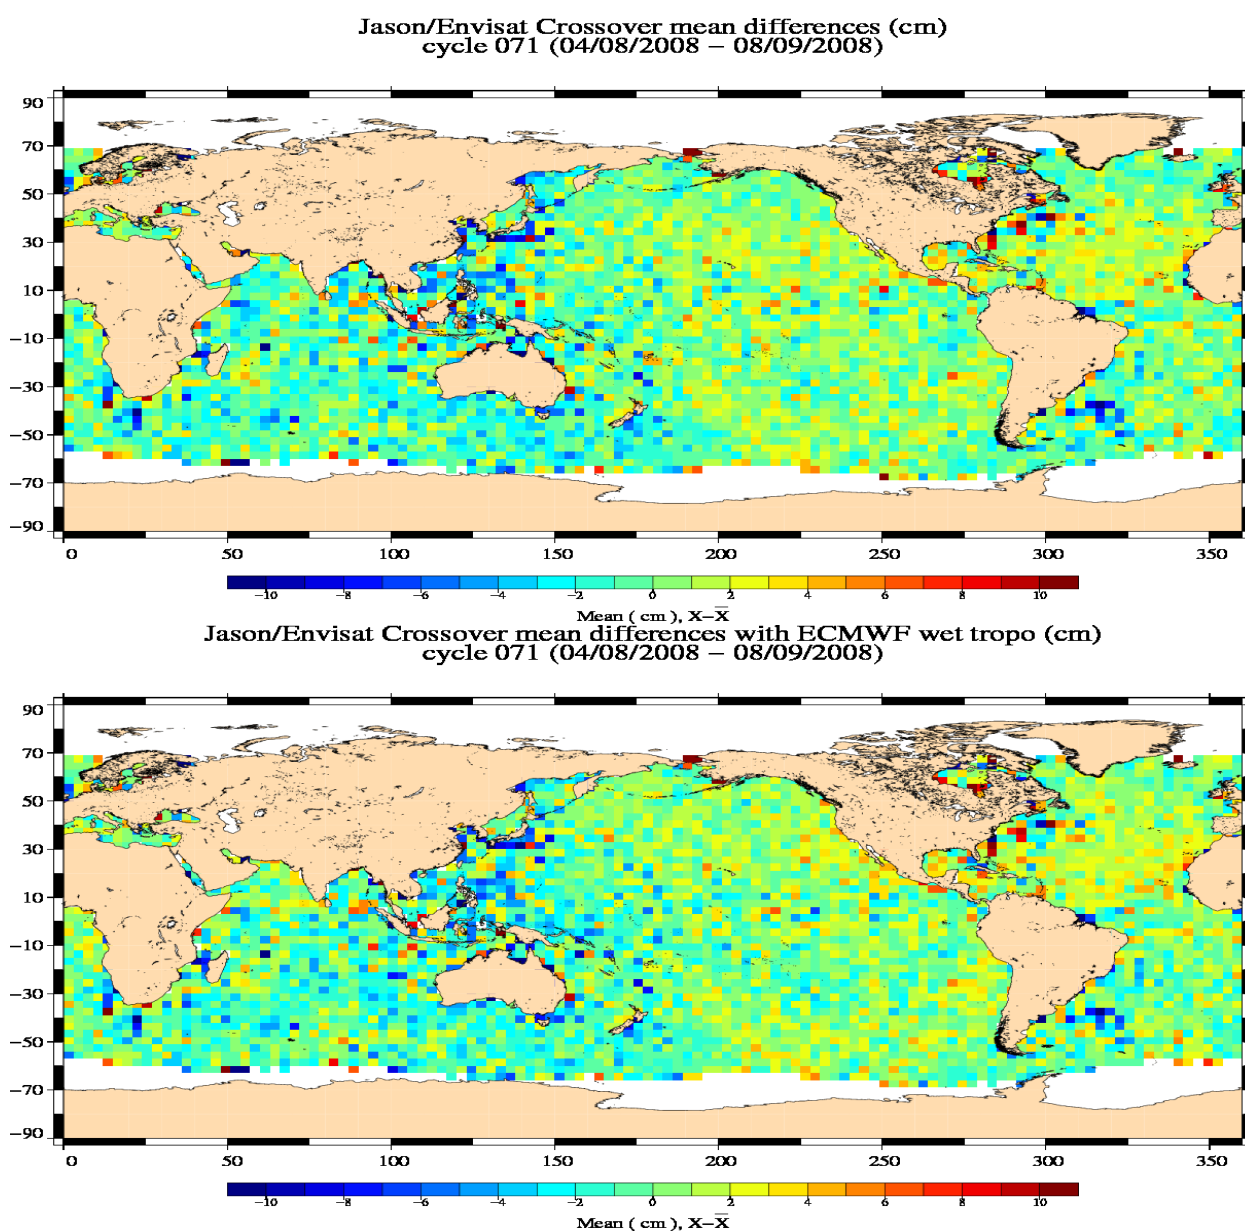 Jason/Envisat Crossover mean differences (cm)
cycle 071 (04/08/2008 − 08/09/2008)
90
70
50
30
10
−10
−30
−50
−70
−90
0 50 100 150 200 250 300 350
−10 −8 −6 −4 −2 0 2 4 6 8 10
Mean ( cm ), X−X̅
Jason/Envisat Crossover mean differences with ECMWF wet tropo (cm)
cycle 071 (04/08/2008 − 08/09/2008)
90
70
50
30
10
−10
−30
−50
−70
−90
0 50 100 150 200 250 300 350
−10 −8 −6 −4 −2 0 2 4 6 8 10
Mean ( cm ), X−X̅